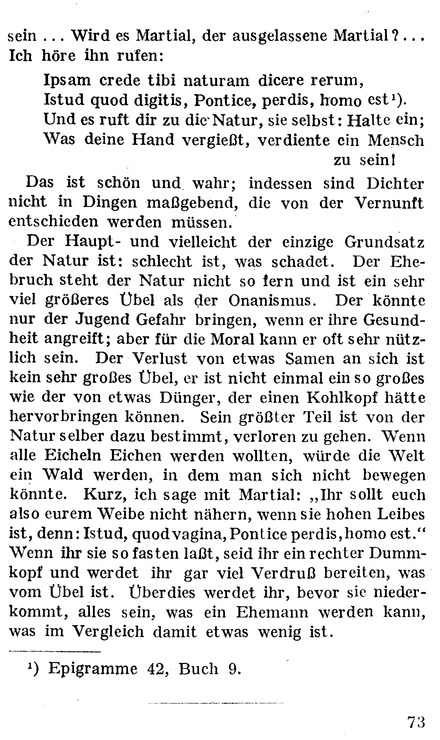 sein ... Wird es Martial, der ausgelassene Martial? ...
Ich höre ihn rufen:
Ipsam crede tibi naturam dicere rerum,
Istud quod digitis, Pontice, perdis, homo est¹).
Und es ruft dir zu die Natur, sie selbst: Halte ein;
Was deine Hand vergießt, verdiente ein Mensch
zu sein!
Das ist schön und wahr; indessen sind Dichter
nicht in Dingen maßgebend, die von der Vernunft
entschieden werden müssen.
Der Haupt- und vielleicht der einzige Grundsatz
der Natur ist: schlecht ist, was schadet. Der Ehe-
bruch steht der Natur nicht so fern und ist ein sehr
viel größeres Übel als der Onanismus. Der könnte
nur der Jugend Gefahr bringen, wenn er ihre Gesund-
heit angreift; aber für die Moral kann er oft sehr nütz-
lich sein. Der Verlust von etwas Samen an sich ist
kein sehr großes Übel, er ist nicht einmal ein so großes
wie der von etwas Dünger, der einen Kohlkopf hätte
hervorbringen können. Sein größter Teil ist von der
Natur selber dazu bestimmt, verloren zu gehen. Wenn
alle Eicheln Eichen werden wollten, würde die Welt
ein Wald werden, in dem man sich nicht bewegen
könnte. Kurz, ich sage mit Martial: „Ihr sollt euch
also eurem Weibe nicht nähern, wenn sie hohen Leibes
ist, denn: Istud, quod vagina, Pontice perdis, homo est.“
Wenn ihr sie so fasten laßt, seid ihr ein rechter Dumm-
kopf und werdet ihr gar viel Verdruß bereiten, was
vom Übel ist. Überdies werdet ihr, bevor sie nieder-
kommt, alles sein, was ein Ehemann werden kann,
was im Vergleich damit etwas wenig ist.
¹) Epigramme 42, Buch 9.
73